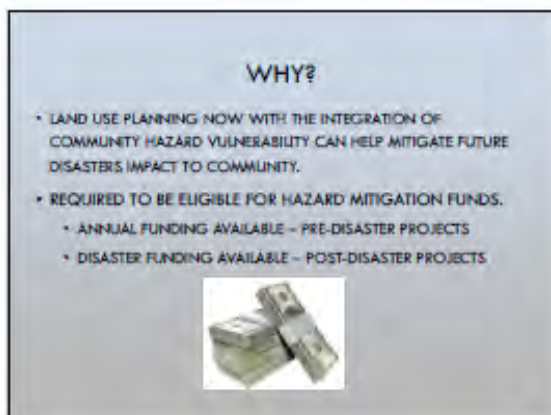 WHY?
• LAND USE PLANNING NOW WITH THE INTEGRATION OF
COMMUNITY HAZARD VULNERABILITY CAN HELP MITIGATE FUTURE
DISASTERS IMPACT TO COMMUNITY.
• REQUIRED TO BE ELIGIBLE FOR HAZARD MITIGATION FUNDS.
• ANNUAL FUNDING AVAILABLE – PRE-DISASTER PROJECTS
• DISASTER FUNDING AVAILABLE – POST-DISASTER PROJECTS